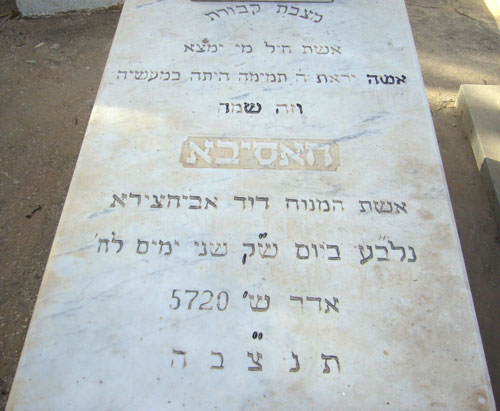 מצבת קבורת
אשת חיל מי ימצא
אשה יראת ה' תמימה היתה במעשיה
וזה שמה
חאסיבא
אשת המנוח דוד אביחצירא
נלב״ע ביום ש״ק שני ימים לח'
אדר ש' 5720
ת נ צ״ ב ה